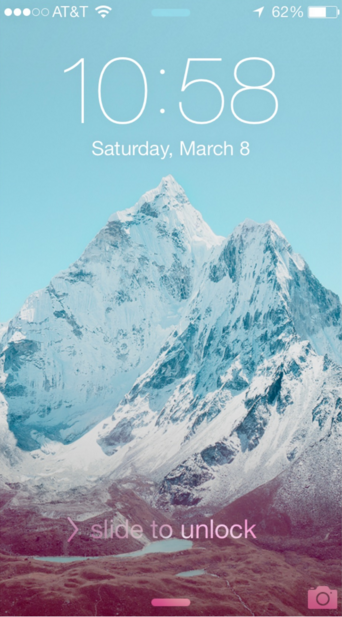 AT&T 62%
10:58
Saturday, March 8
slide to unlock